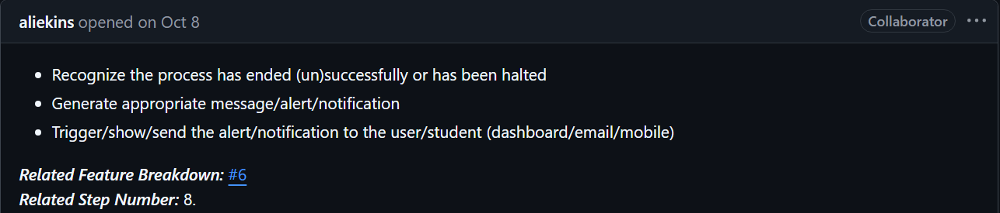 aliekins opened on Oct 8
Collaborator
Recognize the process has ended (un)successfully or has been halted
Generate appropriate message/alert/notification
Trigger/show/send the alert/notification to the user/student (dashboard/email/mobile)
Related Feature Breakdown: #6
Related Step Number: 8.